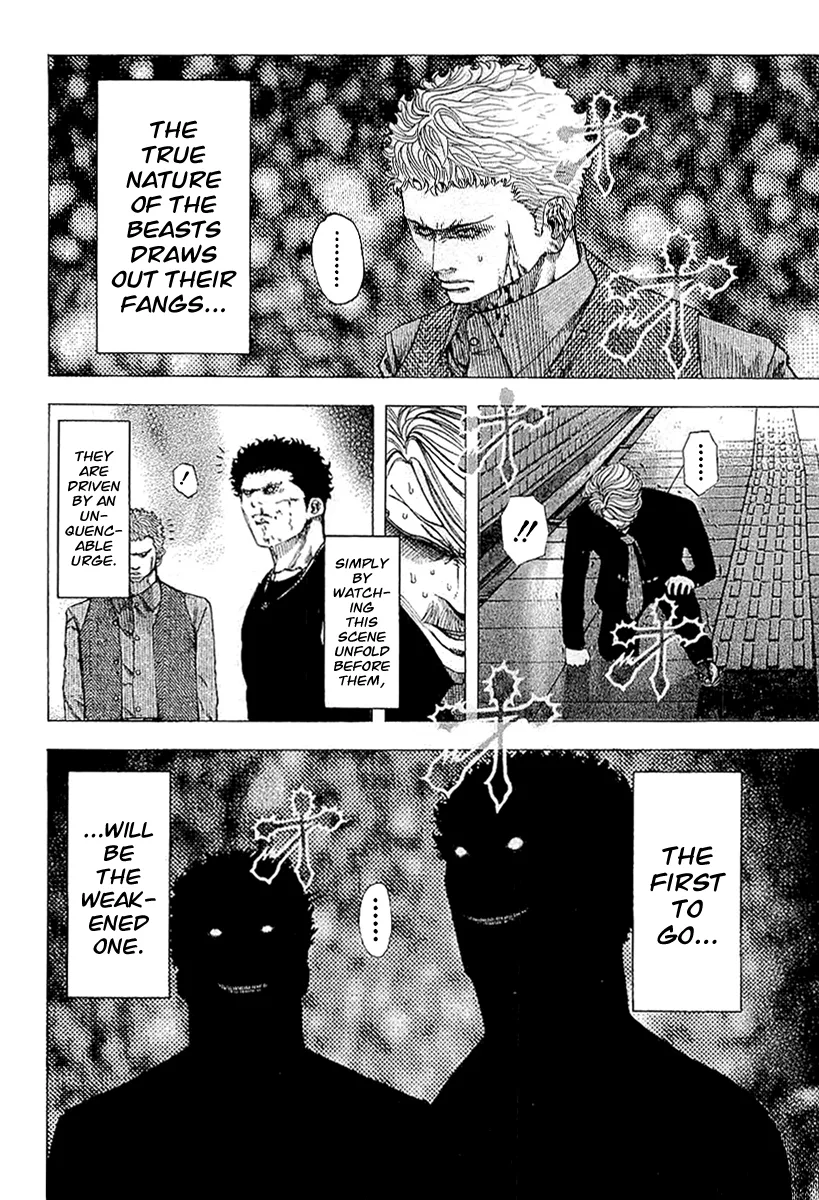 THE
TRUE
NATURE
OF THE
BEASTS
DRAWS
OUT THEIR
FANGS...
......
......
!!
SIMPLY
BY
WATCH-
ING
THIS
SCENE
UNFOLD
BEFORE
THEM,
!
THEY
ARE
DRIVEN
BY AN
UN-
QUENC-
ABLE
URGE.
THE
FIRST
TO
GO...
......
...WILL
BE
THE
WEAK-
ENED
ONE.